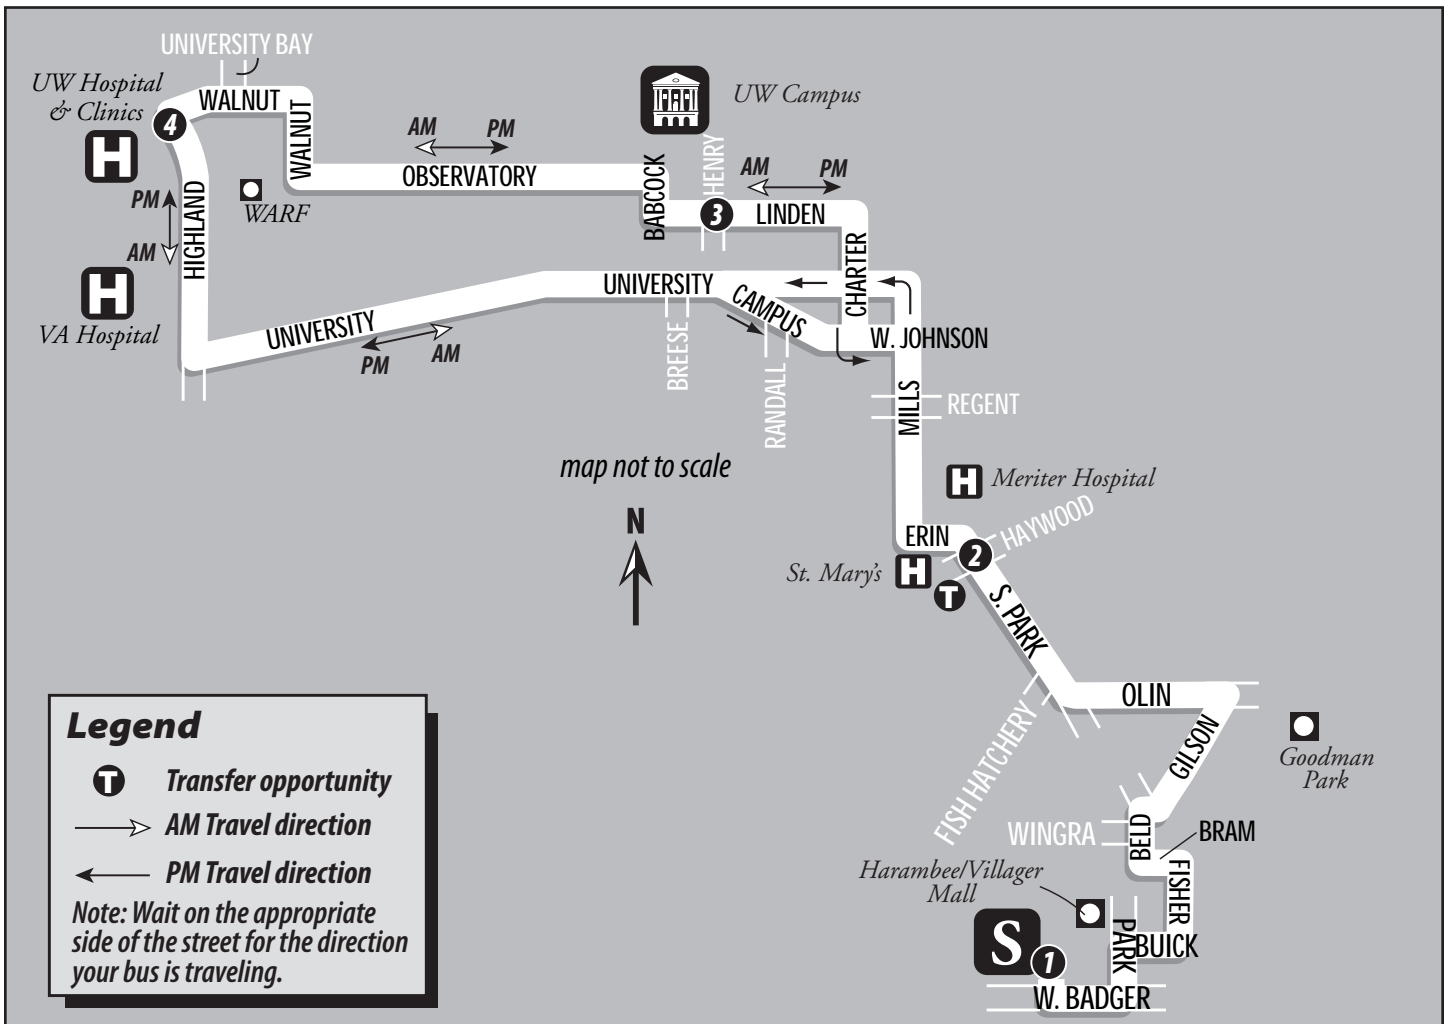 UNIVERSITY BAY
UW Hospital
& Clinics
WALNUT
4
H
WALNUT
UW Campus
AM PM
OBSERVATORY
BABCOCK
HENRY
AM PM
3
LINDEN
WARF
PM
AM
HIGHLAND
H
VA Hospital
CHARTER
UNIVERSITY
CAMPUS
UNIVERSITY
PM AM
W. JOHNSON
BREESE
RANDALL
MILLS
REGENT
map not to scale
N
H
Meriter Hospital
HAYWOOD
ERIN
2
St. Mary's
H
T
S. PARK
OLIN
FISH HATCHERY
GILSON
Goodman
Park
WINGRA
BELD
BRAM
FISHER
Harambee/Villager
Mall
S
1
PARK
BUICK
W. BADGER
Legend
T Transfer opportunity
AM Travel direction
PM Travel direction
Note: Wait on the appropriate
side of the street for the direction
your bus is traveling.